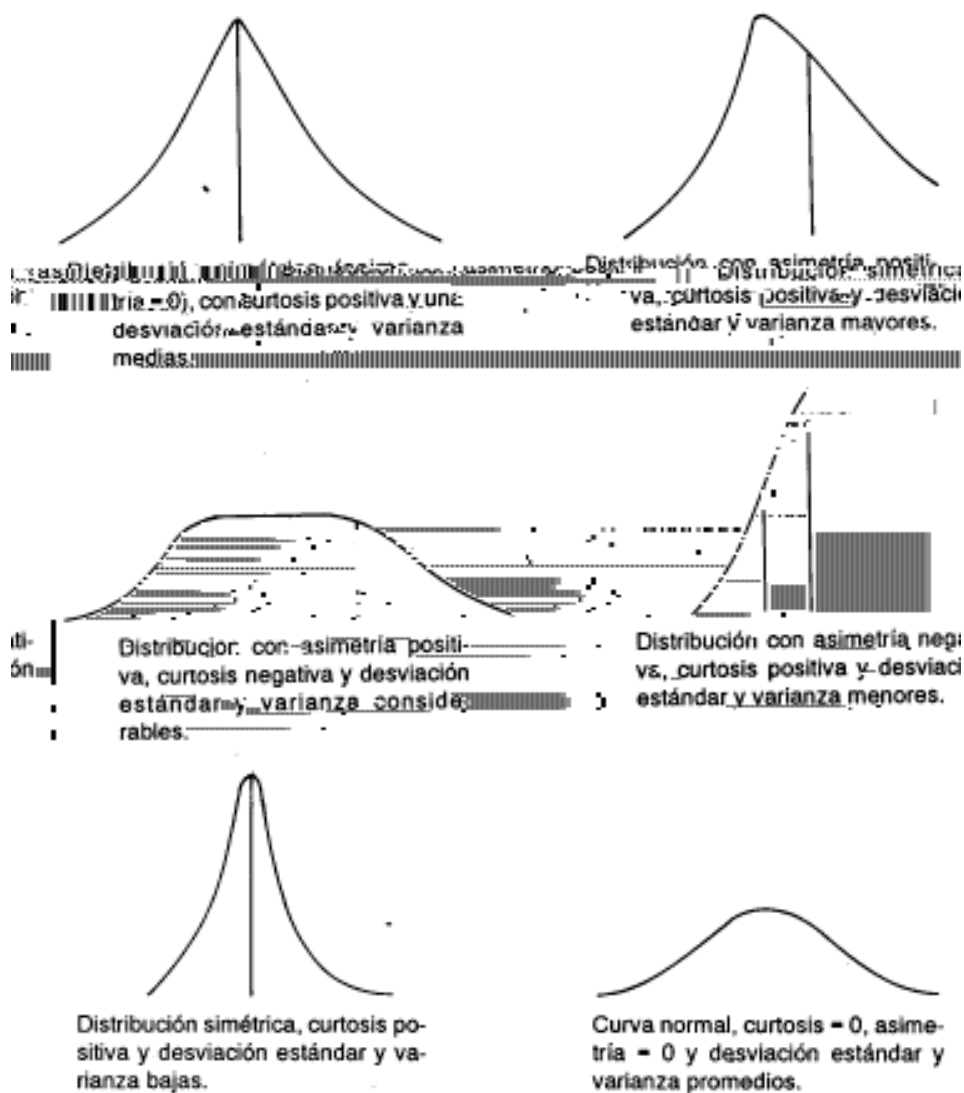 Distribución con asimetría positi-
tría = 0), con curtosis positiva y una
desviación estándar y varianza
medias.
va, curtosis positiva y desviació
estándar y varianza mayores.
Distribución con asimetría positi-
va, curtosis negativa y desviación
estándar y varianza conside
rables.
Distribución con asimetría nega
va, curtosis positiva y desviaci
estándar y varianza menores.
Distribución simétrica, curtosis po-
sitiva y desviación estándar y va-
rianza bajas.
Curva normal, curtosis = 0, asime-
tría = 0 y desviación estándar y
varianza promedios.